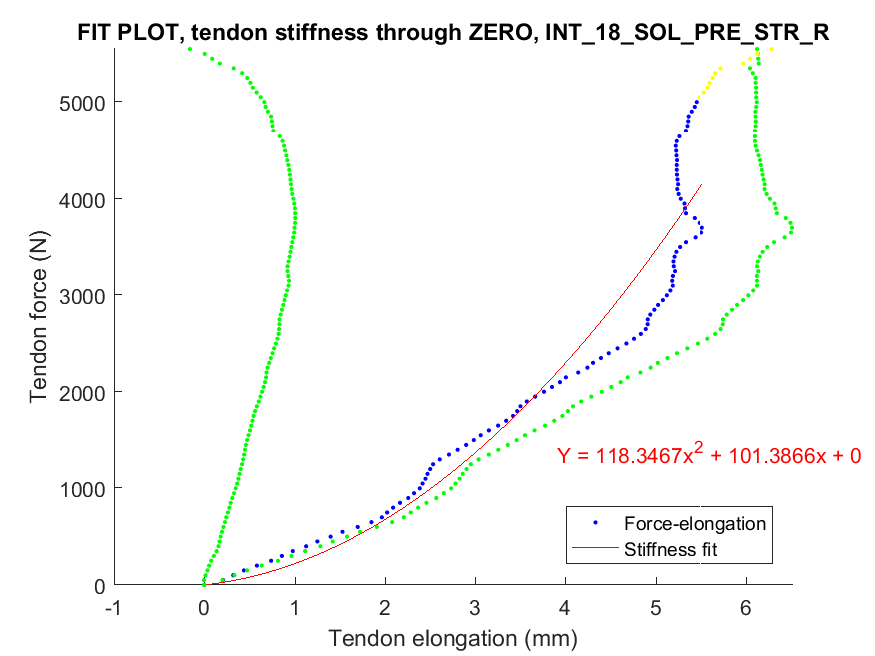 FIT PLOT, tendon stiffness through ZERO, INT_18_SOL_PRE_STR_R
Tendon force (N)
5000
4000
3000
2000
1000
0
Y = 118.3467x² + 101.3866x + 0
Force-elongation
Stiffness fit
-1 0 1 2 3 4 5 6
Tendon elongation (mm)